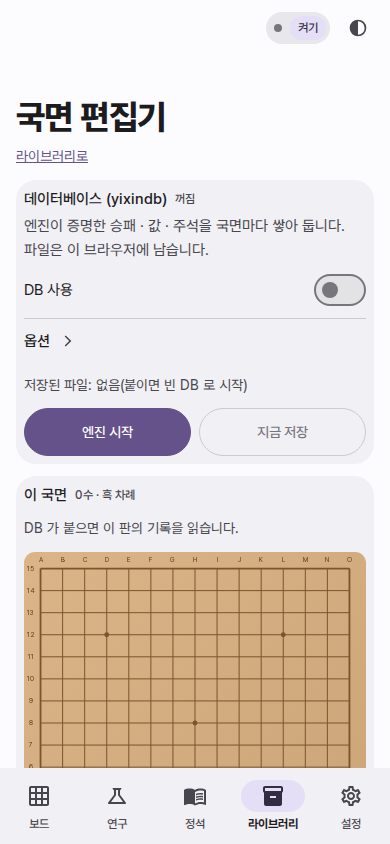 켜기
국면 편집기
라이브러리로
데이터베이스 (yixindb) 꺼짐
엔진이 증명한 승패 · 값 · 주석을 국면마다 쌓아 둡니다.
파일은 이 브라우저에 남습니다.
DB 사용
옵션
저장된 파일: 없음(붙이면 빈 DB 로 시작)
엔진 시작
지금 저장
이 국면 0수 · 흑 차례
DB 가 붙으면 이 판의 기록을 읽습니다.
A B C D E F G H I J K L M N O
15
14
13
12
11
10
9
8
7
6
보드
연구
정석
라이브러리
설정